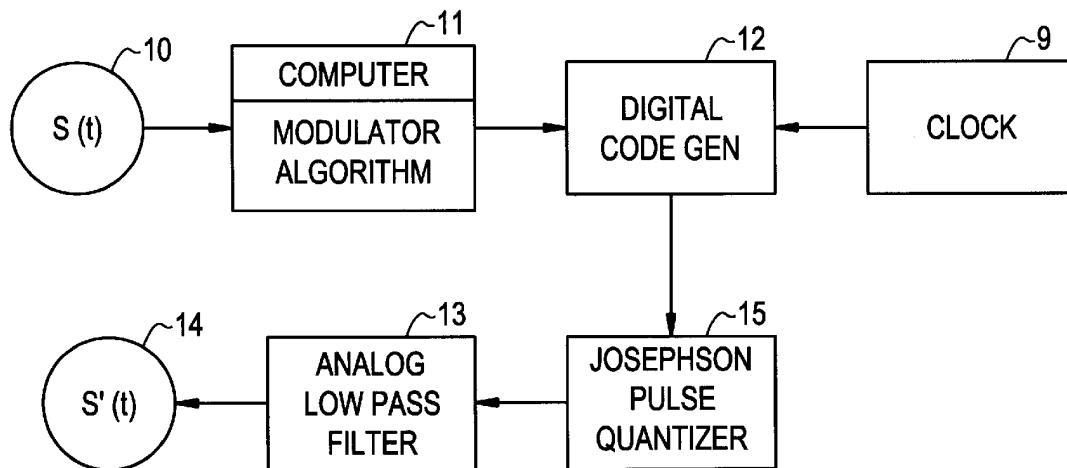 10
S (t)
11
COMPUTER
MODULATOR
ALGORITHM
12
DIGITAL
CODE GEN
9
CLOCK
14
S' (t)
13
ANALOG
LOW PASS
FILTER
15
JOSEPHSON
PULSE
QUANTIZER